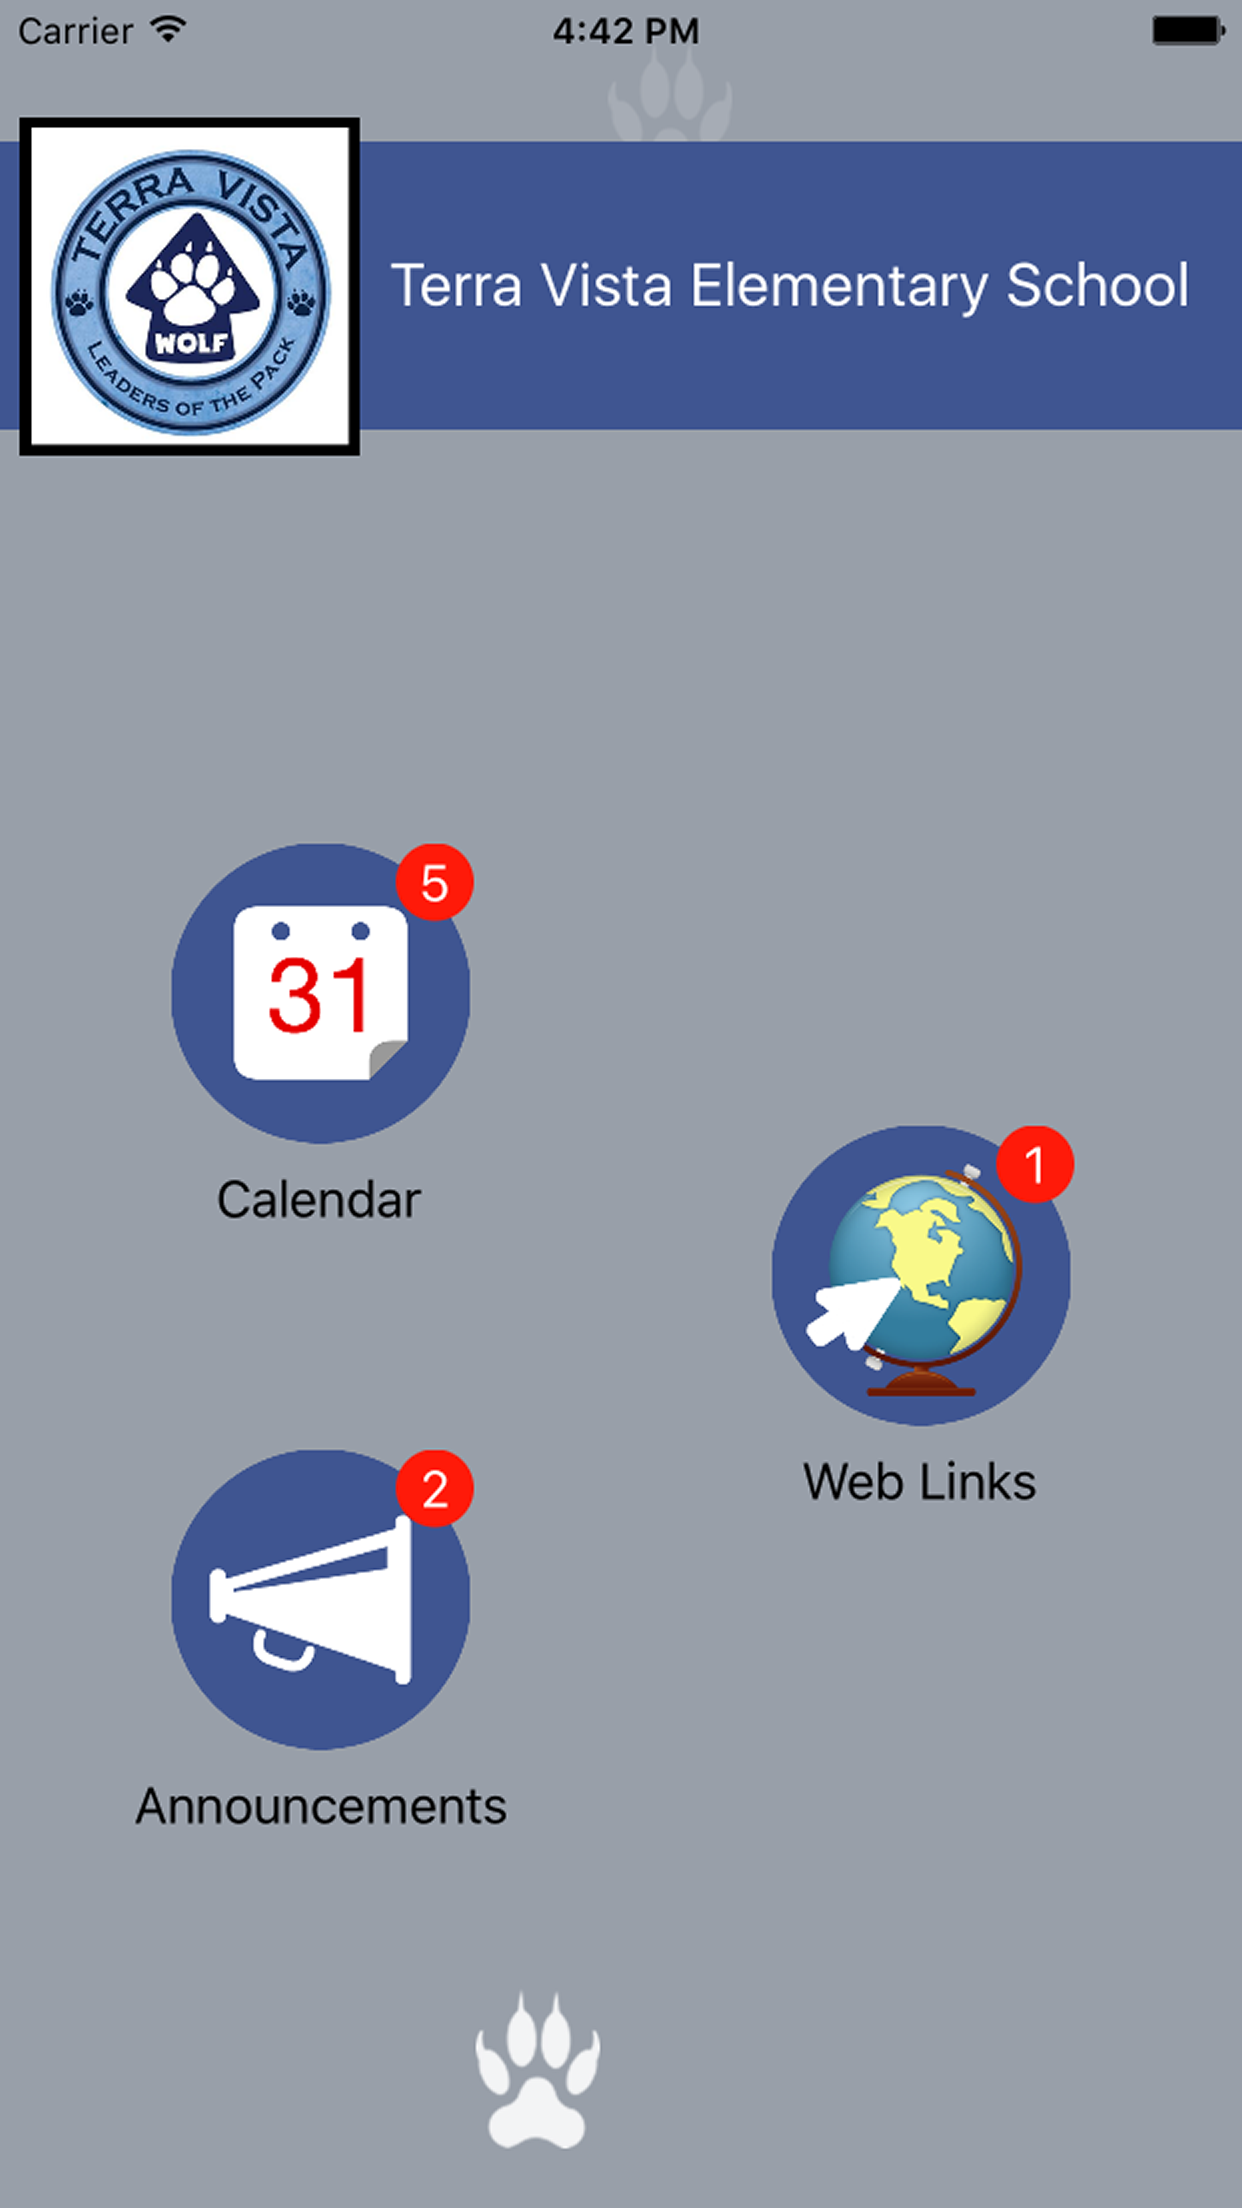 Carrier 4:42 PM
TERRA VISTA
WOLF
LEADERS OF THE PACK
Terra Vista Elementary School
5
31
Calendar
1
Web Links
2
Announcements